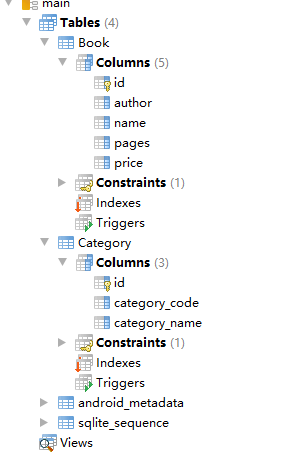 main
Tables (4)
Book
Columns (5)
id
author
name
pages
price
Constraints (1)
Indexes
Triggers
Category
Columns (3)
id
category_code
category_name
Constraints (1)
Indexes
Triggers
android_metadata
sqlite_sequence
Views